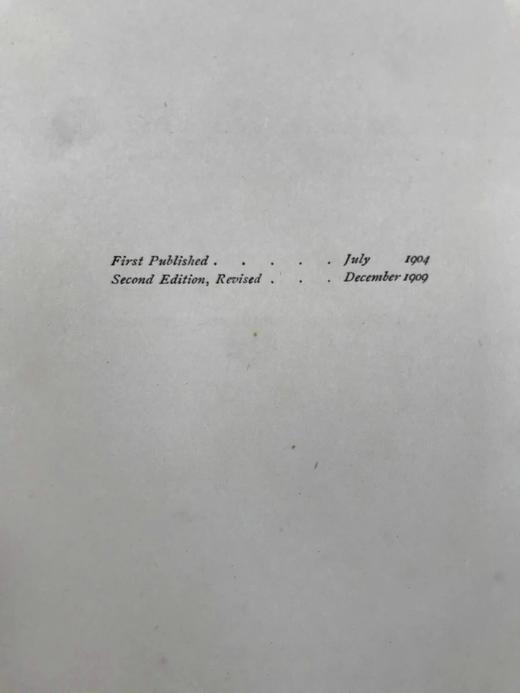 First Published . . . . . July 1904
Second Edition, Revised . . . December 1909